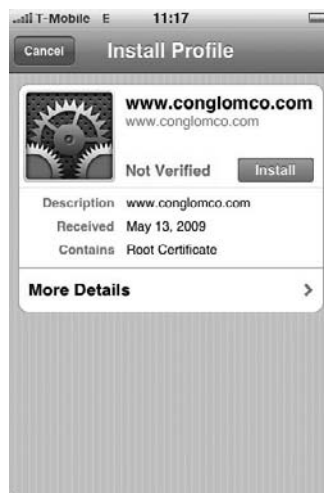 T-Mobile E 11:17
Cancel Install Profile
www.conglomco.com
www.conglomco.com
Not Verified Install
Description www.conglomco.com
Received May 13, 2009
Contains Root Certificate
More Details